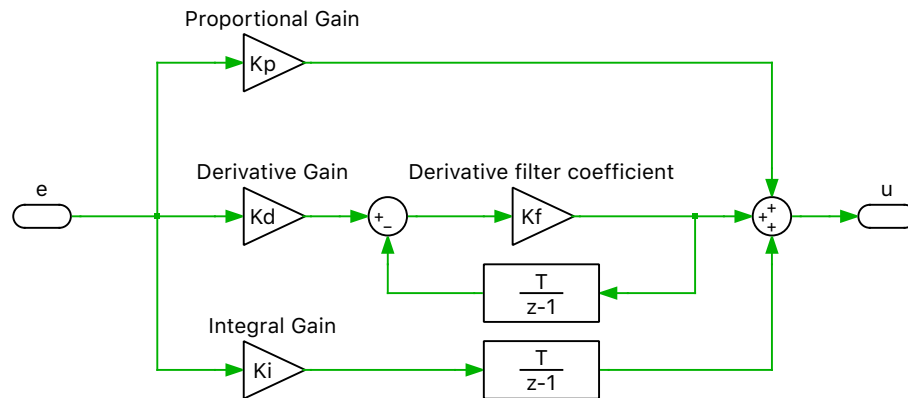 Proportional Gain
Kp
e
Derivative Gain
Kd
+
−
Derivative filter coefficient
Kf
+
+
+
u
T
z-1
Integral Gain
Ki
T
z-1